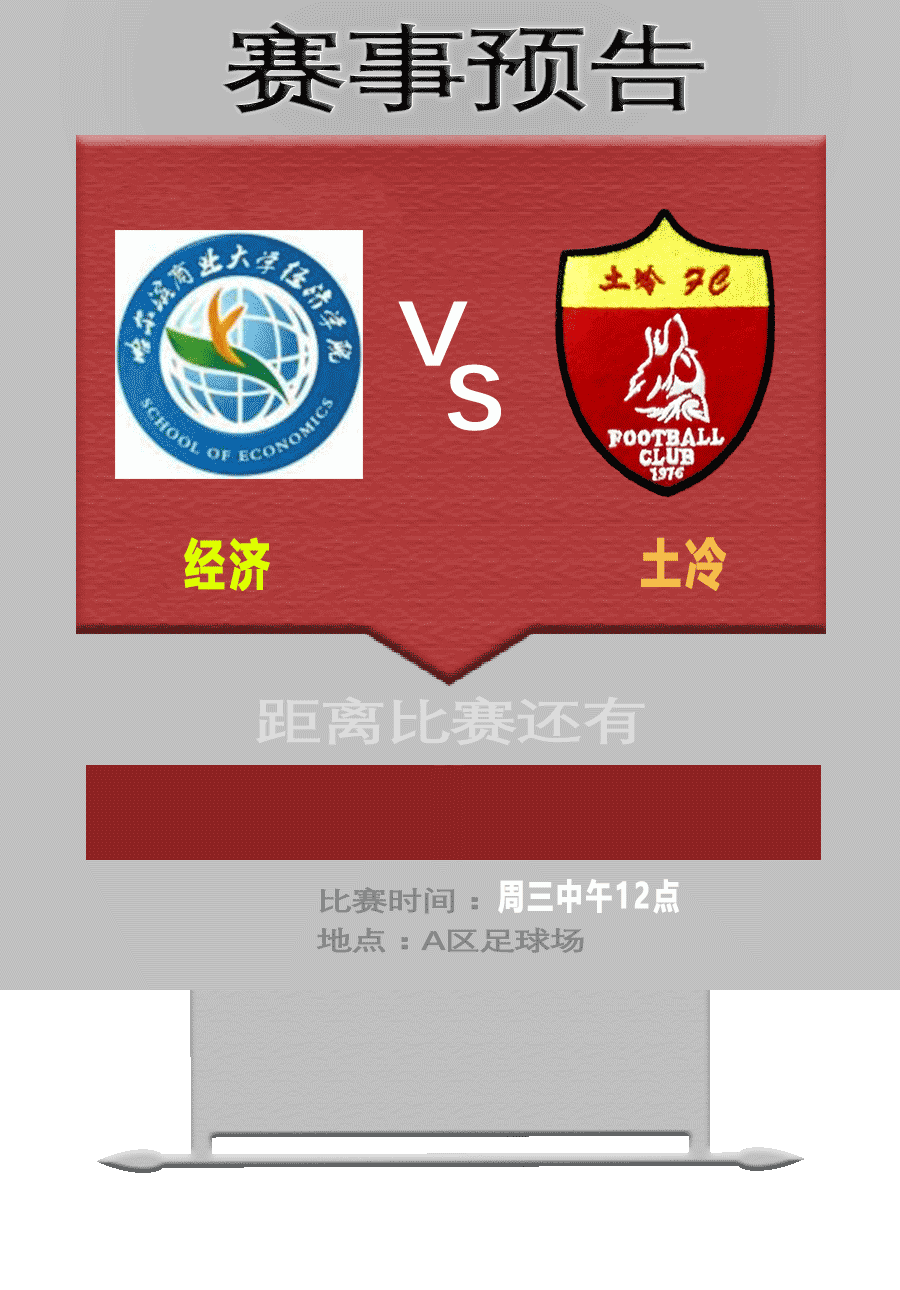 赛事预告
哈尔滨商业大学经济学院
SCHOOL OF ECONOMICS
VS
土冷 FC
FOOTBALL
CLUB
1976
经济
土冷
距离比赛还有
比赛时间：周三中午12点
地点：A区足球场